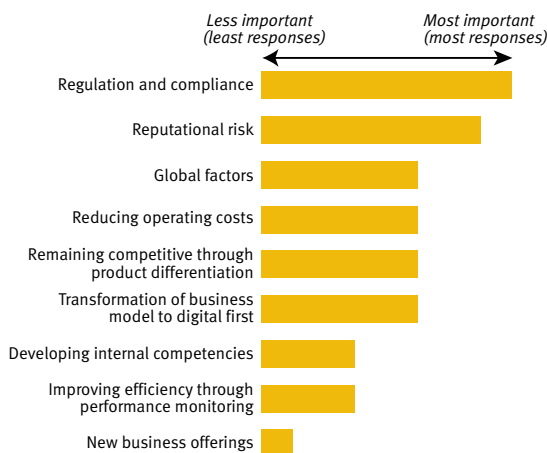 Less important
(least responses)
Most important
(most responses)
Regulation and compliance
Reputational risk
Global factors
Reducing operating costs
Remaining competitive through
product differentiation
Transformation of business
model to digital first
Developing internal competencies
Improving efficiency through
performance monitoring
New business offerings